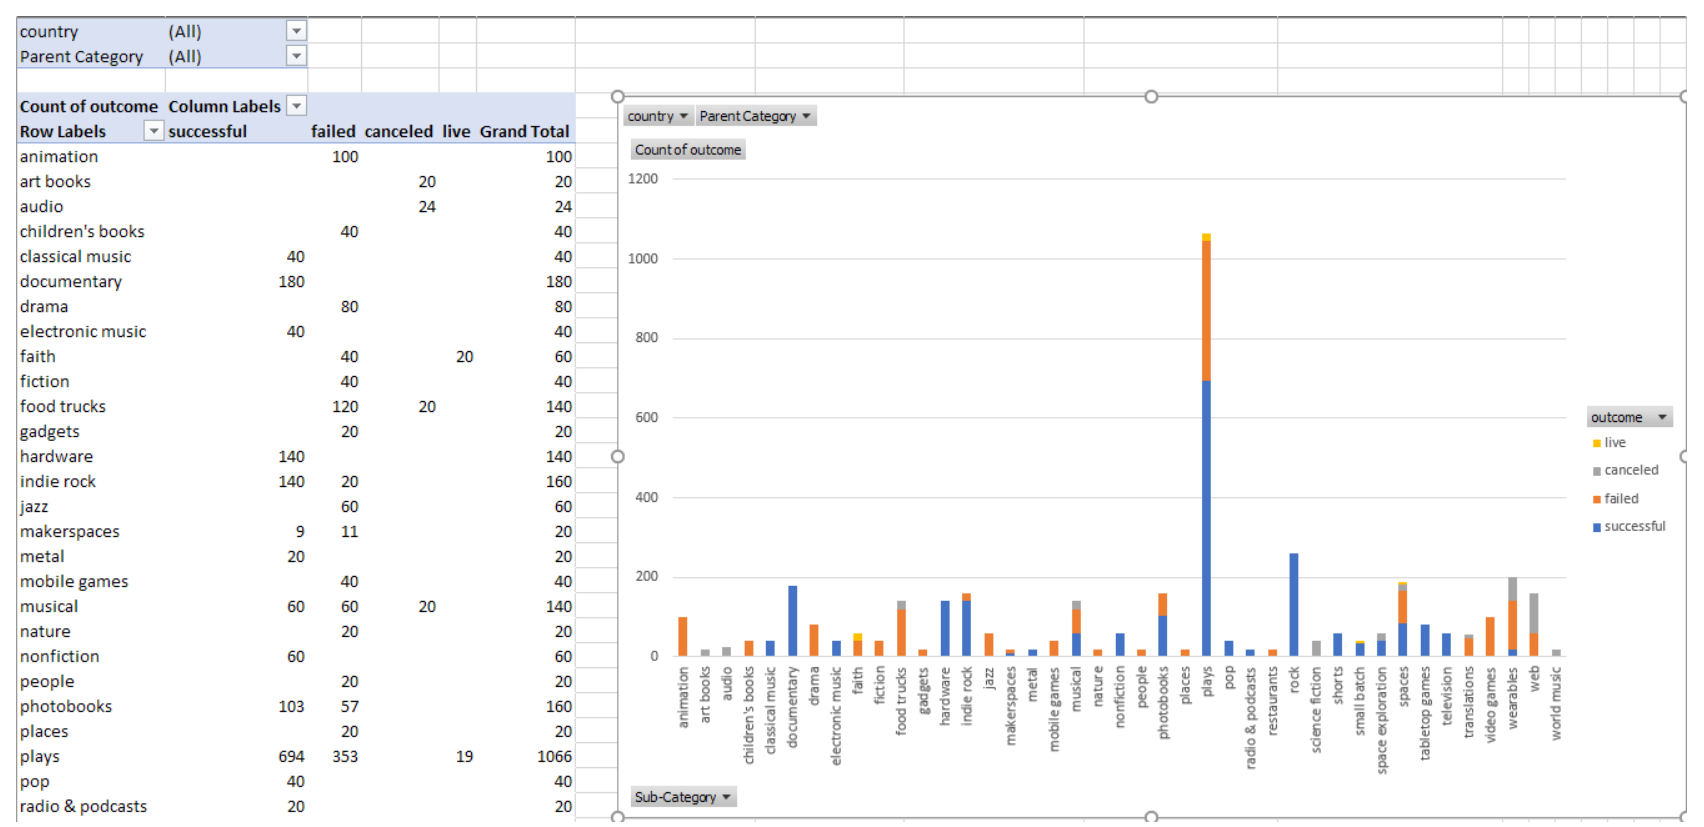 country (All)
Parent Category (All)
Count of outcome Column Labels
Row Labels successful failed canceled live Grand Total
animation 100 100
art books 20 20
audio 24 24
children's books 40 40
classical music 40 40
documentary 180 180
drama 80 80
electronic music 40 40
faith 40 20 60
fiction 40 40
food trucks 120 20 140
gadgets 20 20
hardware 140 140
indie rock 140 20 160
jazz 60 60
makerspaces 9 11 20
metal 20 20
mobile games 40 40
musical 60 60 20 140
nature 20 20
nonfiction 60 60
people 20 20
photobooks 103 57 160
places 20 20
plays 694 353 19 1066
pop 40 40
radio & podcasts 20 20
country Parent Category
Count of outcome
1200
1000
800
600
400
200
0
animation
art books
audio
children's books
classical music
documentary
drama
electronic music
faith
fiction
food trucks
gadgets
hardware
indie rock
jazz
makerspaces
metal
mobile games
musical
nature
nonfiction
people
photobooks
places
plays
pop
radio & podcasts
restaurants
rock
science fiction
shorts
small batch
space exploration
spaces
tabletop games
television
translations
video games
wearables
web
world music
Sub-Category
outcome
live
canceled
failed
successful